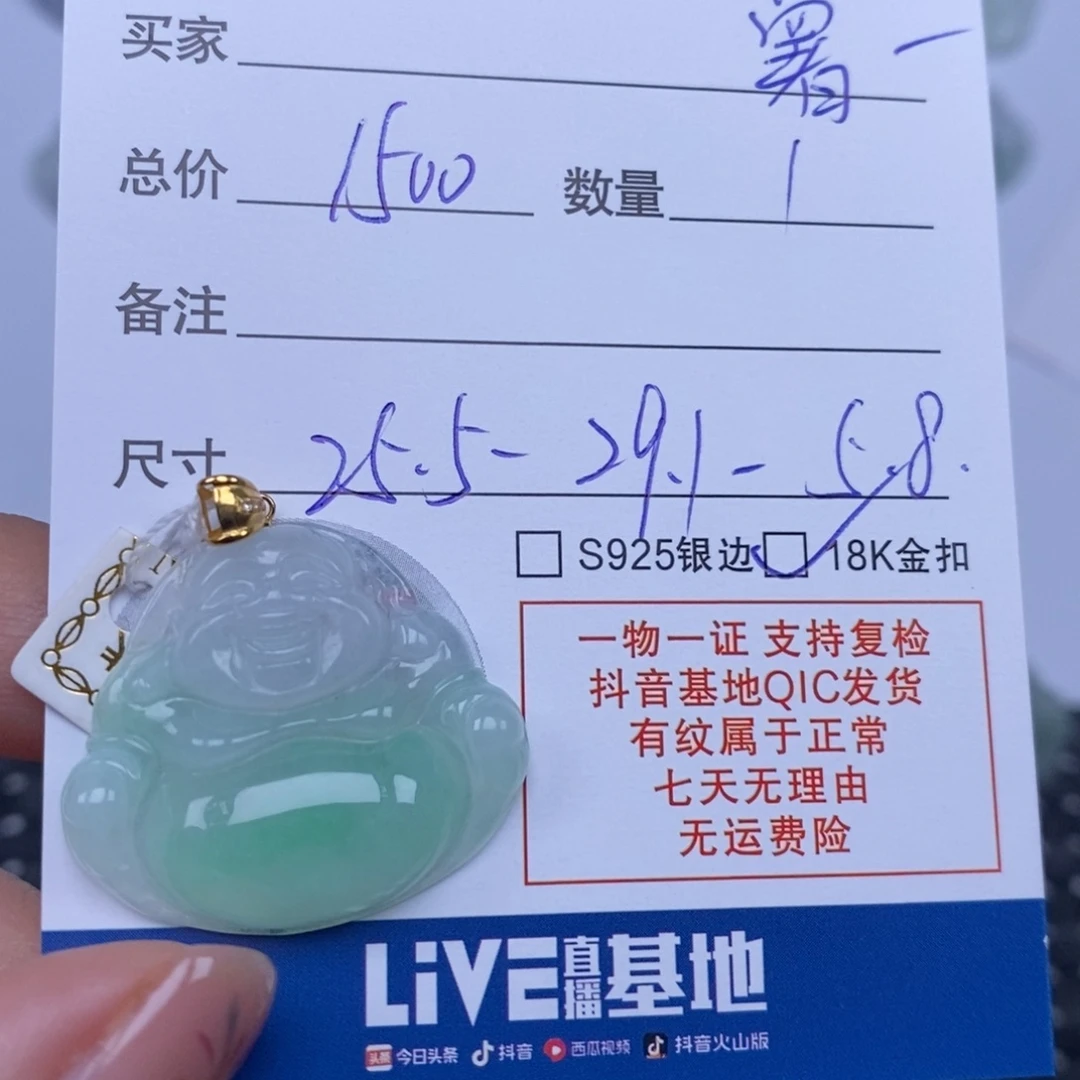 买家 薯一
总价 1500 数量 1
备注
尺寸 25.5-29.1-5.8.
S925银边 18K金扣
一物一证 支持复检
抖音基地QIC发货
有纹属于正常
七天无理由
无运费险
LiVE直播基地
头条 今日头条 抖音 西瓜视频 抖音火山版